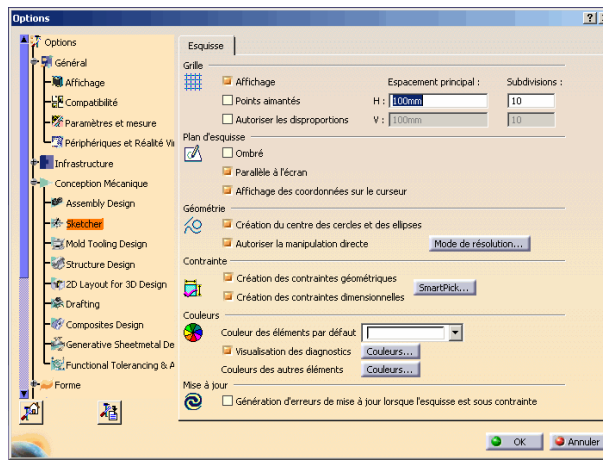 Options
Options
Général
Affichage
Compatibilité
Paramètres et mesure
Périphériques et Réalité Vi
Infrastructure
Conception Mécanique
Assembly Design
Sketcher
Mold Tooling Design
Structure Design
2D Layout for 3D Design
Drafting
Composites Design
Generative Sheetmetal De
Functional Tolerancing & A
Forme
Esquisse
Grille
Affichage Espacement principal : Subdivisions :
Points aimantés H : 100mm 10
Autoriser les disproportions V : 100mm 10
Plan d'esquisse
Ombré
Parallèle à l'écran
Affichage des coordonnées sur le curseur
Géométrie
Création du centre des cercles et des ellipses
Autoriser la manipulation directe Mode de résolution...
Contrainte
Création des contraintes géométriques
SmartPick...
Création des contraintes dimensionnelles
Couleurs
Couleur des éléments par défaut
Visualisation des diagnostics Couleurs...
Couleurs des autres éléments Couleurs...
Mise à jour
Génération d'erreurs de mise à jour lorsque l'esquisse est sous contrainte
OK Annuler